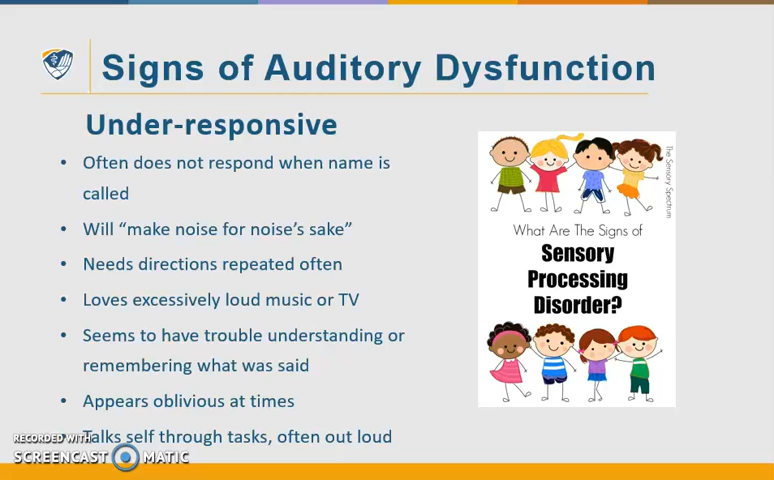 Signs of Auditory Dysfunction
Under-responsive
• Often does not respond when name is
called
• Will “make noise for noise’s sake”
• Needs directions repeated often
• Loves excessively loud music or TV
• Seems to have trouble understanding or
remembering what was said
• Appears oblivious at times
Talks self through tasks, often out loud
The Sensory Spectrum
What Are The Signs of
Sensory
Processing
Disorder?
RECORDED WITH
SCREENCAST MATIC